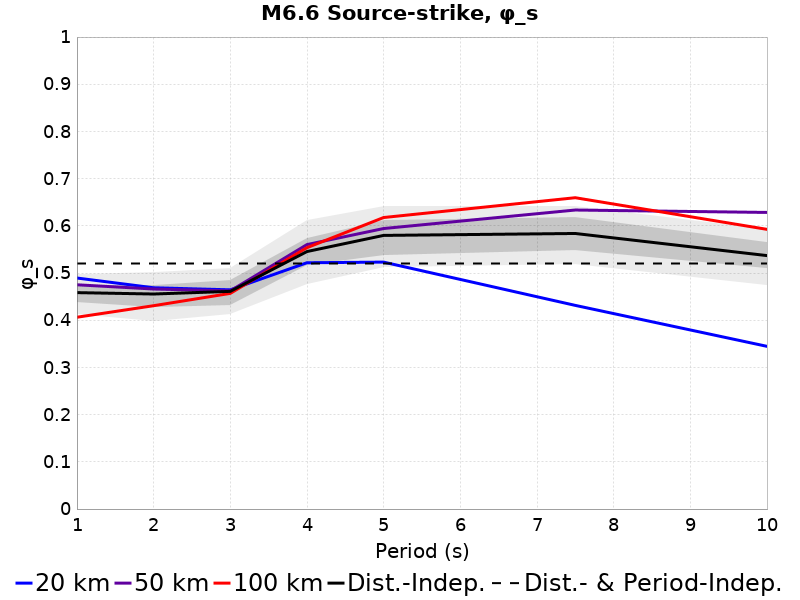 M6.6 Source-strike, φ_s
1
0.9
0.8
0.7
0.6
0.5
0.4
0.3
0.2
0.1
0
φ_s
1 2 3 4 5 6 7 8 9 10
Period (s)
20 km 50 km 100 km Dist.-Indep. Dist.- & Period-Indep.